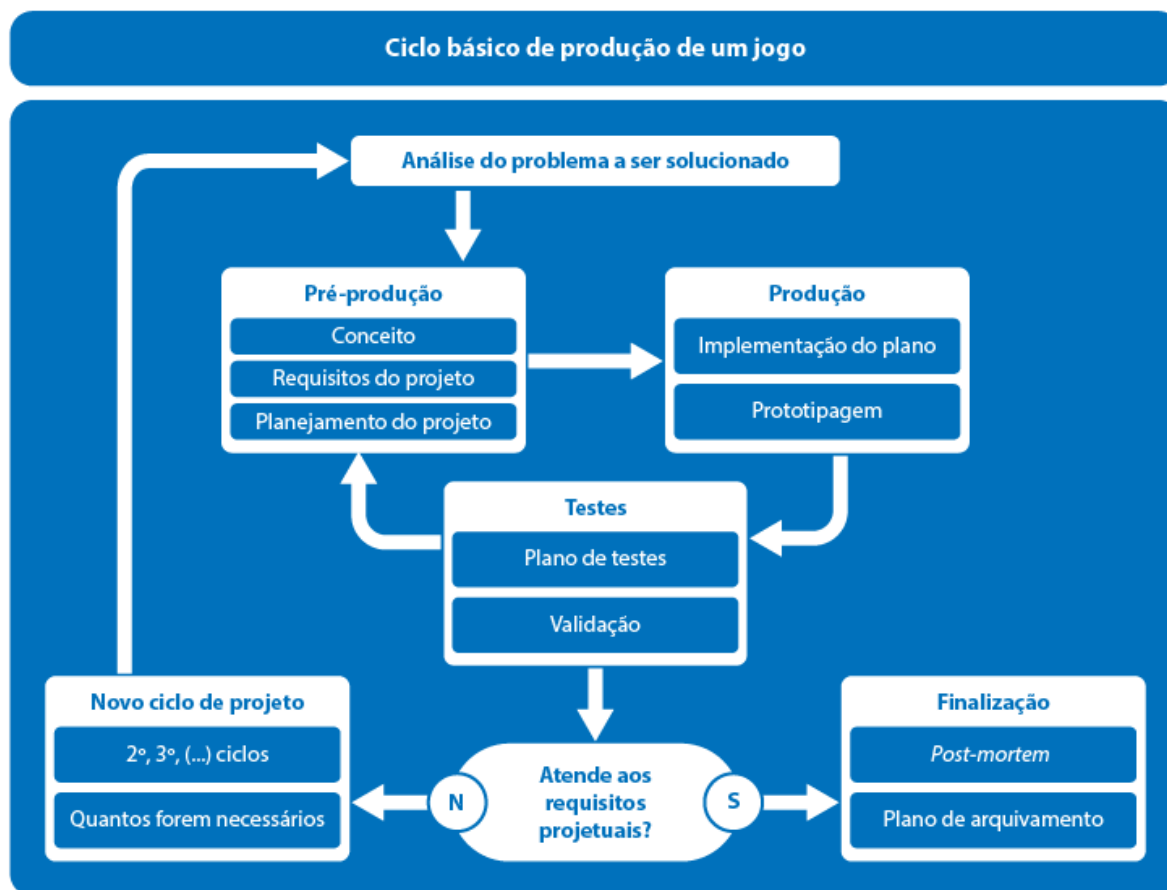 Ciclo básico de produção de um jogo
Análise do problema a ser solucionado
Pré-produção
Conceito
Requisitos do projeto
Planejamento do projeto
Produção
Implementação do plano
Prototipagem
Testes
Plano de testes
Validação
Novo ciclo de projeto
2º, 3º, (...) ciclos
Quantos forem necessários
N
Atende aos
requisitos
projetuais?
S
Finalização
Post-mortem
Plano de arquivamento